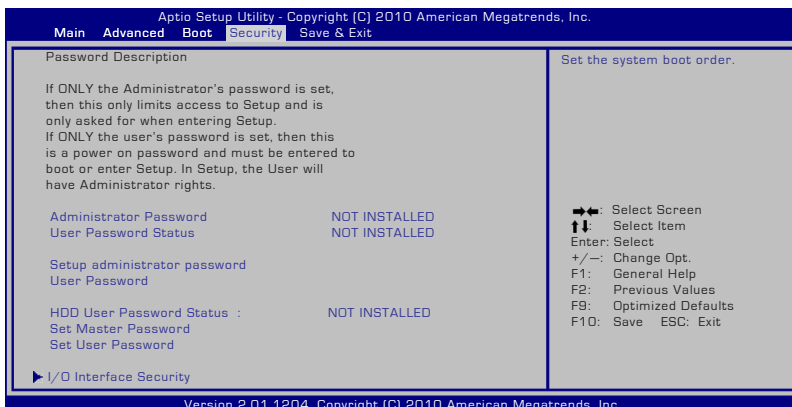 Aptio Setup Utility - Copyright (C) 2010 American Megatrends, Inc.
Main Advanced Boot Security Save & Exit
Password Description
If ONLY the Administrator's password is set,
then this only limits access to Setup and is
only asked for when entering Setup.
If ONLY the user's password is set, then this
is a power on password and must be entered to
boot or enter Setup. In Setup, the User will
have Administrator rights.
Administrator Password NOT INSTALLED
User Password Status NOT INSTALLED
Setup administrator password
User Password
HDD User Password Status : NOT INSTALLED
Set Master Password
Set User Password
I/O Interface Security
Set the system boot order.
: Select Screen
: Select Item
Enter: Select
+/–: Change Opt.
F1: General Help
F2: Previous Values
F9: Optimized Defaults
F10: Save ESC: Exit
Version 2.01.1204. Copyright (C) 2010 American Megatrends, Inc.